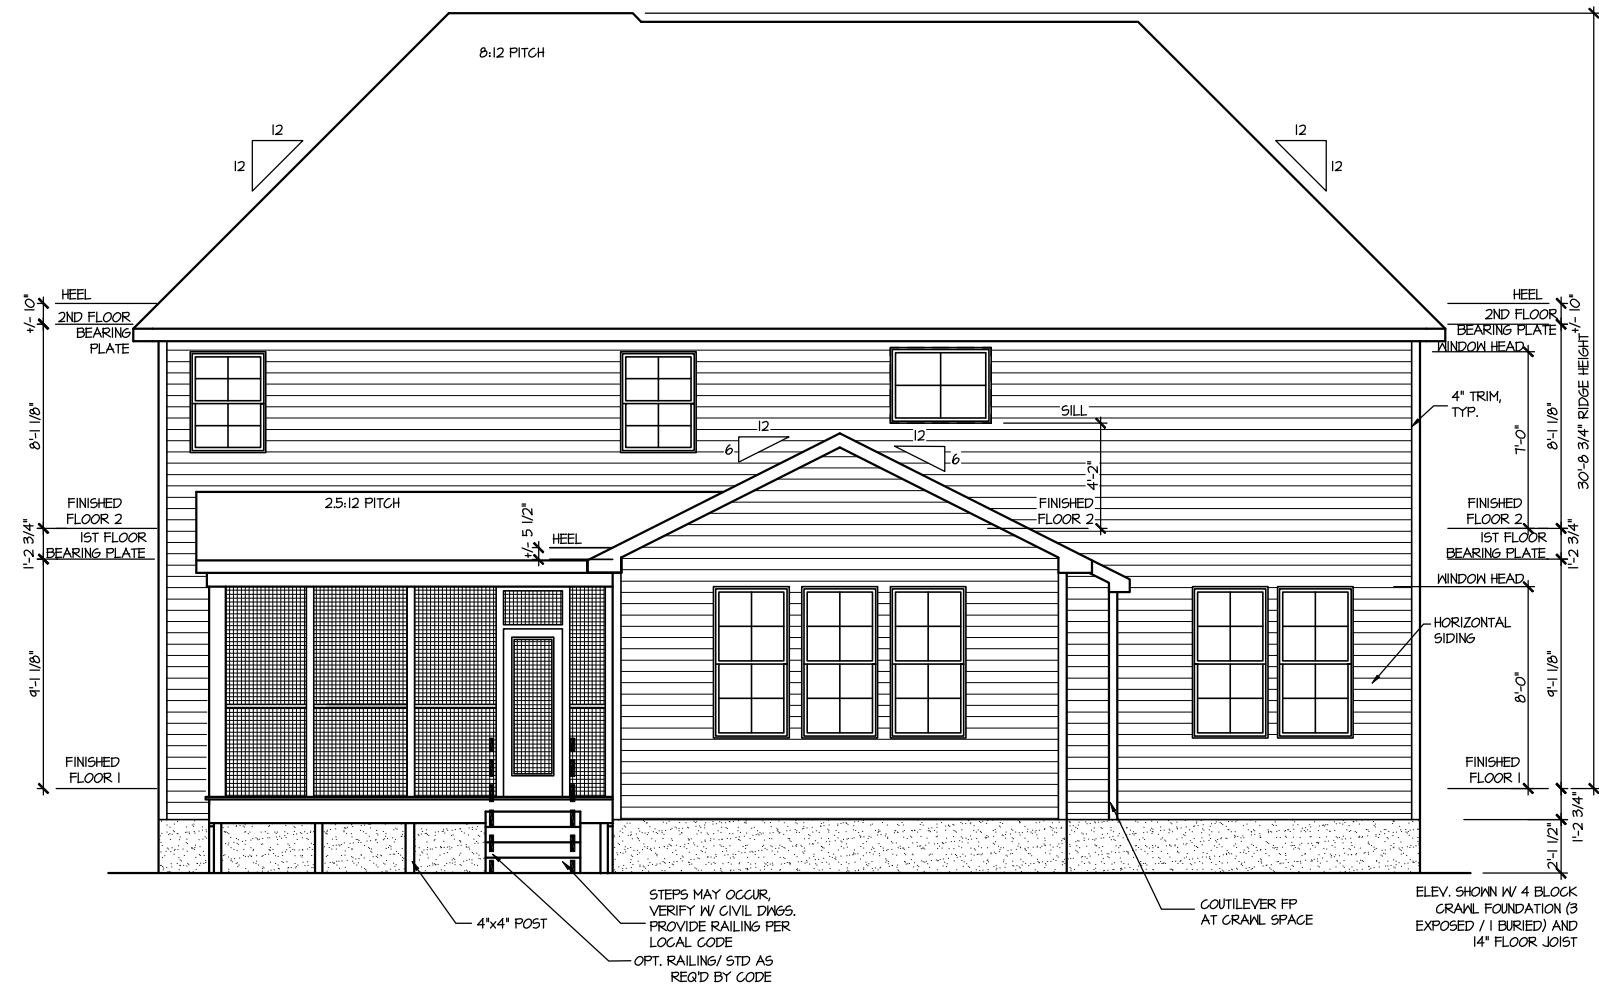 8:12 PITCH
12
12
12
12
HEEL
+/- 10"
2ND FLOOR
BEARING
PLATE
8'-1 1/8"
FINISHED
FLOOR 2
1'-2 3/4"
1ST FLOOR
BEARING PLATE
9'-1 1/8"
FINISHED
FLOOR 1
2.5:12 PITCH
+/- 5 1/2"
HEEL
12
6
12
6
SILL
4'-2"
FINISHED
FLOOR 2
HEEL
+/- 10"
2ND FLOOR
BEARING PLATE
WINDOW HEAD
4" TRIM,
TYP.
7'-0"
8'-1 1/8"
30'-8 3/4" RIDGE HEIGHT
FINISHED
FLOOR 2
1ST FLOOR
BEARING PLATE
1'-2 3/4"
WINDOW HEAD
HORIZONTAL
SIDING
8'-0"
9'-1 1/8"
FINISHED
FLOOR 1
1'-2 3/4"
2'-1 1/2"
4"x4" POST
STEPS MAY OCCUR,
VERIFY W/ CIVIL DWGS.
PROVIDE RAILING PER
LOCAL CODE
OPT. RAILING/ STD AS
REQ'D BY CODE
COUTILEVER FP
AT CRAWL SPACE
ELEV. SHOWN W/ 4 BLOCK
CRAWL FOUNDATION (3
EXPOSED / 1 BURIED) AND
14" FLOOR JOIST